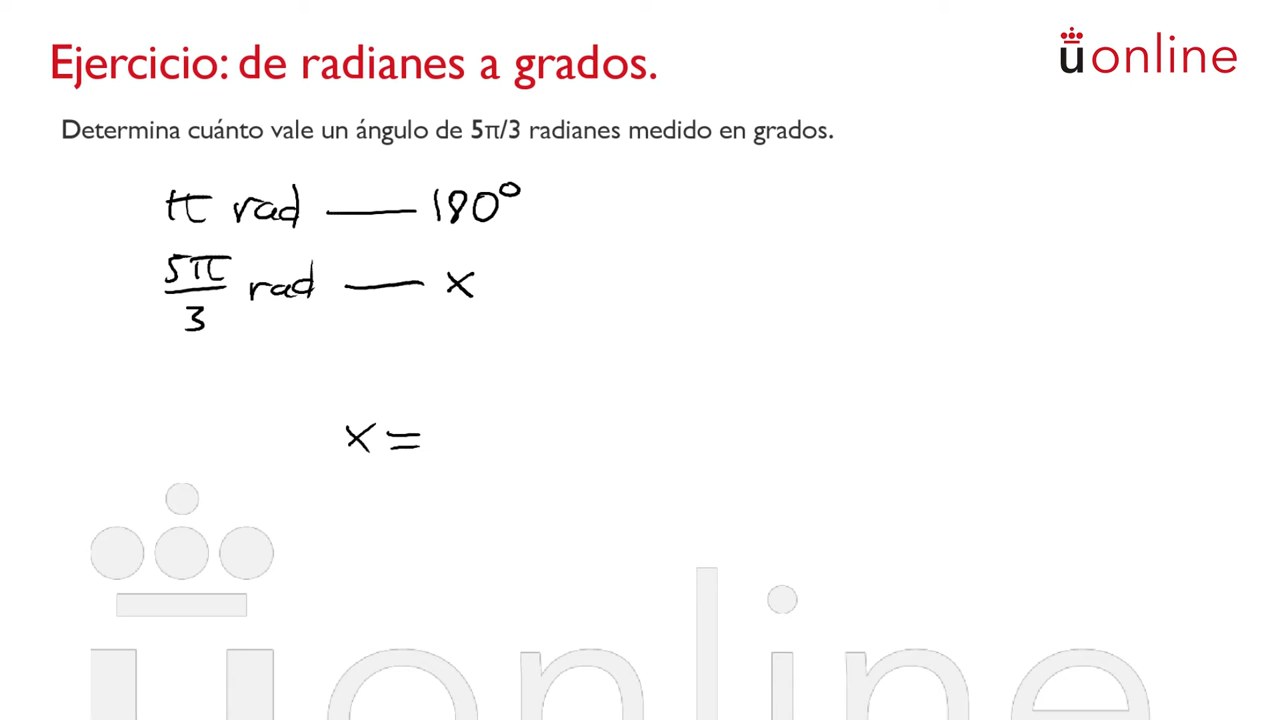 Ejercicio: de radianes a grados.
üonline
Determina cuánto vale un ángulo de 5π/3 radianes medido en grados.
π rad — 180°
5π/3 rad — x
x =
üonline